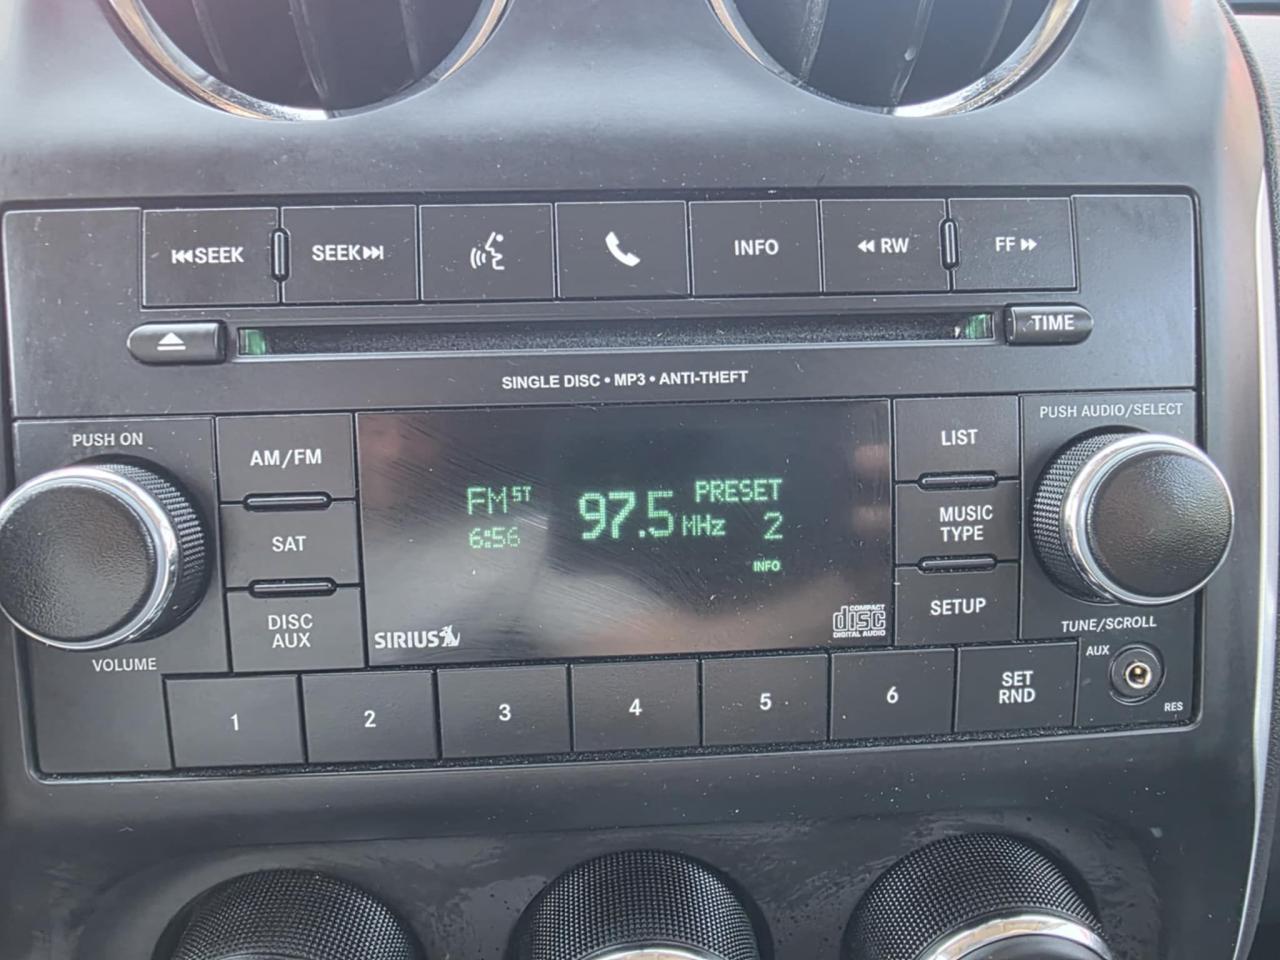 SEEK
SEEK
INFO
RW
FF
TIME
SINGLE DISC • MP3 • ANTI-THEFT
PUSH ON
VOLUME
AM/FM
SAT
DISC
AUX
FM ST
6:56
97.5 MHz
PRESET
2
INFO
SIRIUS
COMPACT
disc
DIGITAL AUDIO
LIST
MUSIC
TYPE
SETUP
PUSH AUDIO/SELECT
TUNE/SCROLL
1
2
3
4
5
6
SET
RND
AUX
RES